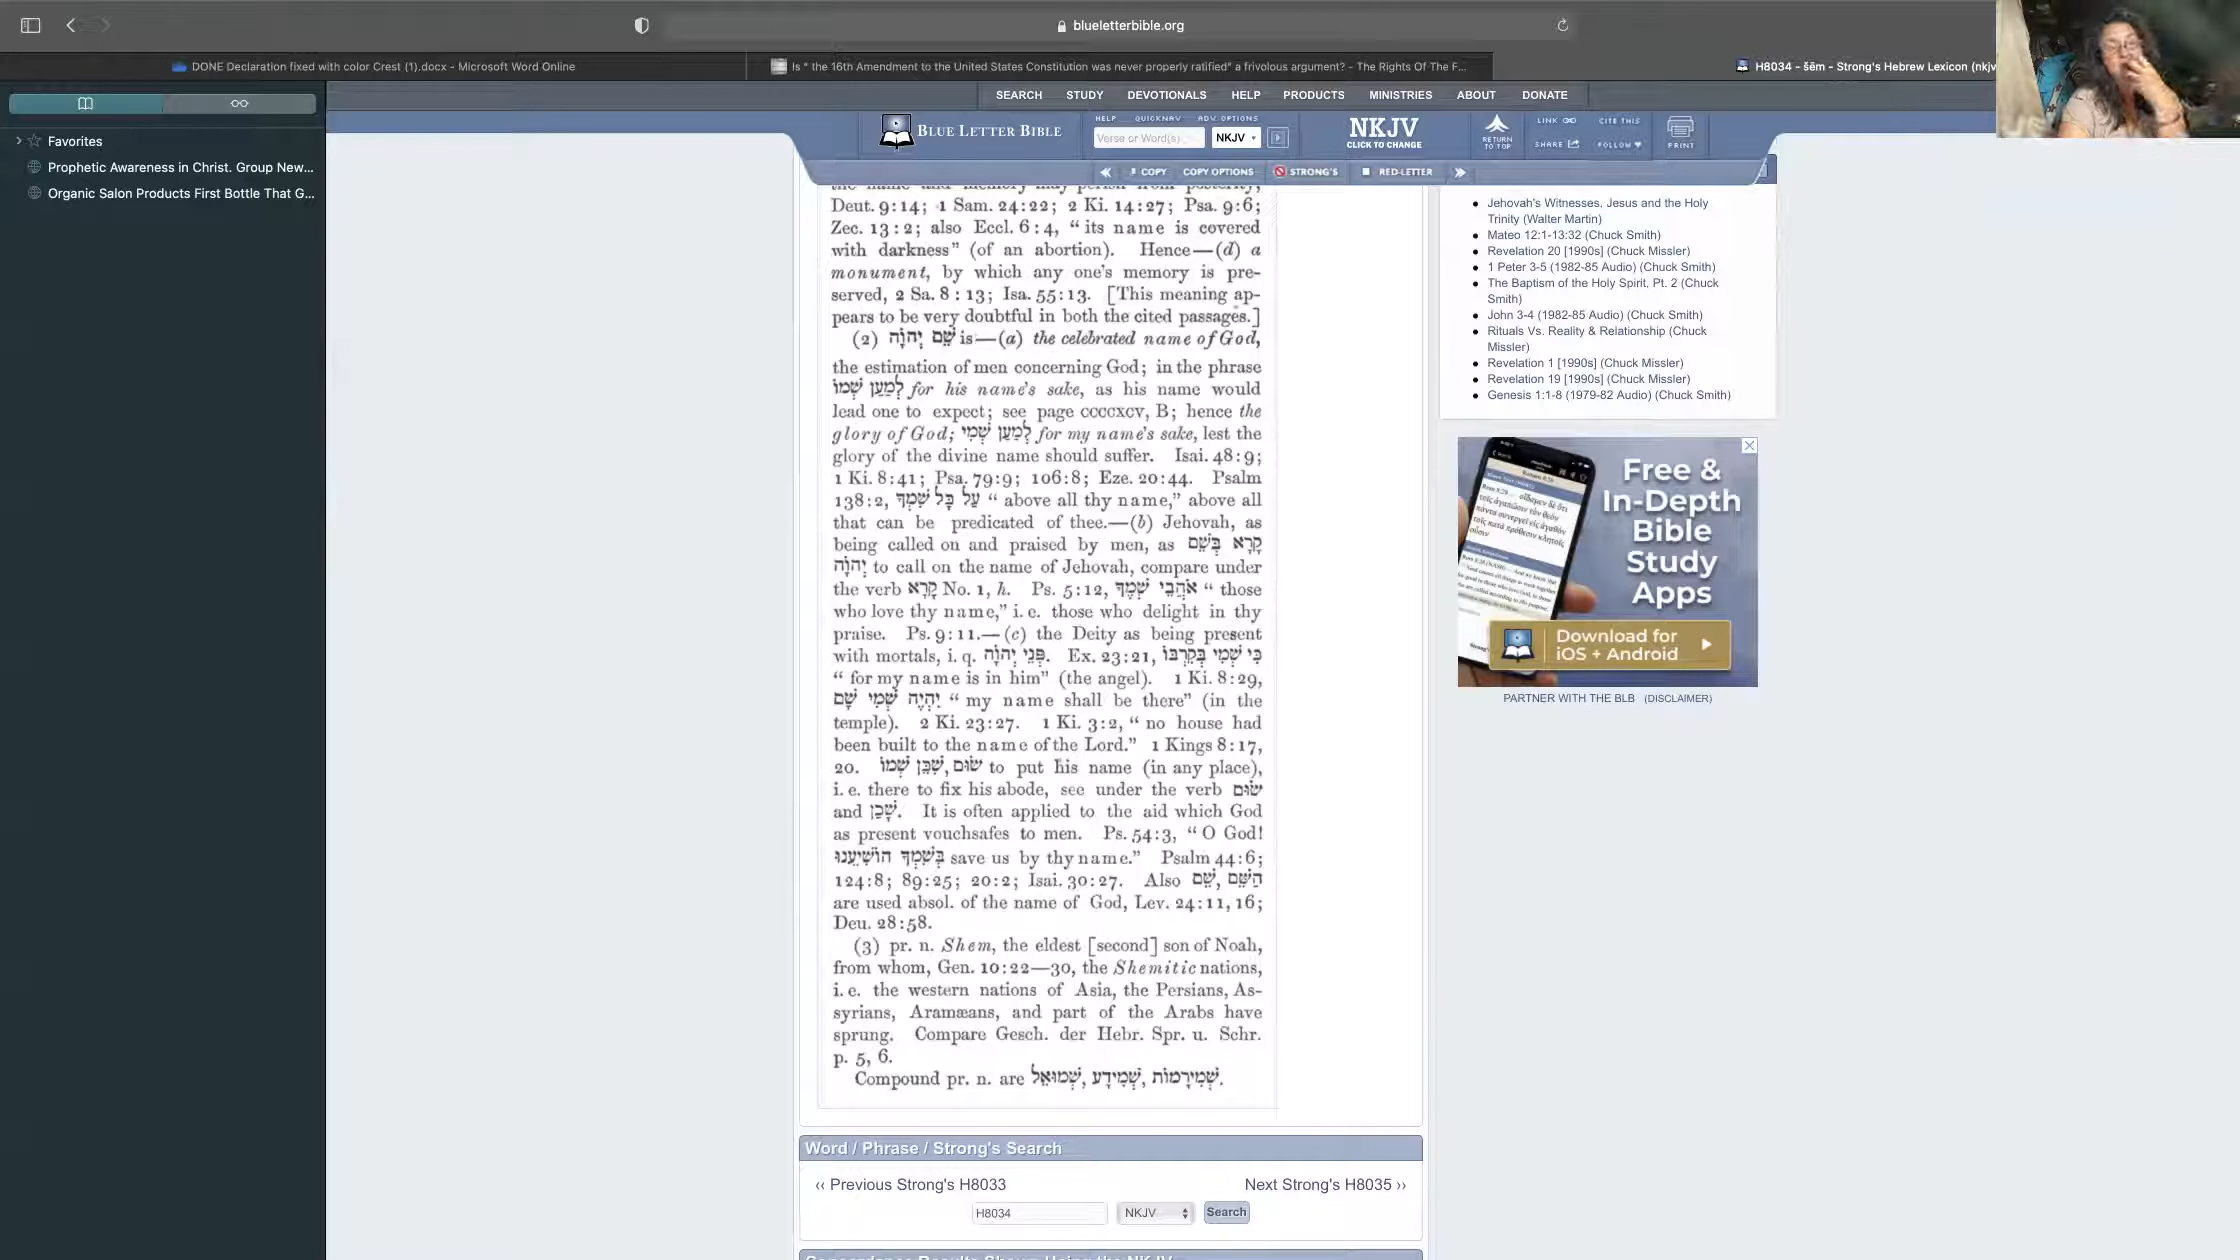 blueletterbible.org
DONE Declaration fixed with color Crest (1).docx - Microsoft Word Online
Is " the 16th Amendment to the United States Constitution was never properly ratified" a frivolous argument? - The Rights Of The F...
H8034 - šēm - Strong's Hebrew Lexicon (nkjv
Favorites
Prophetic Awareness in Christ. Group New...
Organic Salon Products First Bottle That G...
SEARCH STUDY DEVOTIONALS HELP PRODUCTS MINISTRIES ABOUT DONATE
BLUE LETTER BIBLE
HELP QUICKNAV ADV OPTIONS
Verse or Word(s) NKJV
NKJV
CLICK TO CHANGE
RETURN TO TOP
LINK CITE THIS
SHARE FOLLOW
PRINT
COPY COPY OPTIONS STRONG'S RED-LETTER
the name and memory may perish from posterity,
Deut. 9:14; 1 Sam. 24:22; 2 Ki. 14:27; Psa. 9:6;
Zec. 13:2; also Eccl. 6:4, "its name is covered
with darkness" (of an abortion). Hence—(d) a
monument, by which any one's memory is pre-
served, 2 Sa. 8:13; Isa. 55:13. [This meaning ap-
pears to be very doubtful in both the cited passages.]
(2) שֵׁם יְהוָֹה is—(a) the celebrated name of God,
the estimation of men concerning God; in the phrase
לְמַעַן שְׁמוֹ for his name's sake, as his name would
lead one to expect; see page ccccxcv, B; hence the
glory of God; לְמַעַן שְׁמִי for my name's sake, lest the
glory of the divine name should suffer. Isai. 48:9;
1 Ki. 8:41; Psa. 79:9; 106:8; Eze. 20:44. Psalm
138:2, עַל כָּל שִׁמְךָ "above all thy name," above all
that can be predicated of thee.—(b) Jehovah, as
being called on and praised by men, as קָרָא בְּשֵׁם
יְהוָֹה to call on the name of Jehovah, compare under
the verb קָרָא No. 1, h. Ps. 5:12, אֹהֲבֵי שְׁמֶךָ "those
who love thy name," i. e. those who delight in thy
praise. Ps. 9:11.—(c) the Deity as being present
with mortals, i. q. פְּנֵי יְהוָֹה. Ex. 23:21, כִּי שְׁמִי בְּקִרְבּוֹ
"for my name is in him" (the angel). 1 Ki. 8:29,
יִהְיֶה שְׁמִי שָׁם "my name shall be there" (in the
temple). 2 Ki. 23:27. 1 Ki. 3:2, "no house had
been built to the name of the Lord." 1 Kings 8:17,
20. שׂוּם, שִׁכֵּן שְׁמוֹ to put his name (in any place),
i. e. there to fix his abode, see under the verb שׂוּם
and שָׁכַן. It is often applied to the aid which God
as present vouchsafes to men. Ps. 54:3, "O God!
בְּשִׁמְךָ הוֹשִׁיעֵנוּ save us by thy name." Psalm 44:6;
124:8; 89:25; 20:2; Isai. 30:27. Also הַשֵּׁם, שֵׁם
are used absol. of the name of God, Lev. 24:11, 16;
Deu. 28:58.
(3) pr. n. Shem, the eldest [second] son of Noah,
from whom, Gen. 10:22—30, the Shemitic nations,
i. e. the western nations of Asia, the Persians, As-
syrians, Aramæans, and part of the Arabs have
sprung. Compare Gesch. der Hebr. Spr. u. Schr.
p. 5, 6.
Compound pr. n. are שְׁמוּאֵל, שְׁמִידָע, שְׁמִירָמוֹת.
Word / Phrase / Strong's Search
‹‹ Previous Strong's H8033 Next Strong's H8035 ››
H8034 NKJV Search
Jehovah's Witnesses, Jesus and the Holy
Trinity (Walter Martin)
Mateo 12:1-13:32 (Chuck Smith)
Revelation 20 [1990s] (Chuck Missler)
1 Peter 3-5 (1982-85 Audio) (Chuck Smith)
The Baptism of the Holy Spirit, Pt. 2 (Chuck
Smith)
John 3-4 (1982-85 Audio) (Chuck Smith)
Rituals Vs. Reality & Relationship (Chuck
Missler)
Revelation 1 [1990s] (Chuck Missler)
Revelation 19 [1990s] (Chuck Missler)
Genesis 1:1-8 (1979-82 Audio) (Chuck Smith)
Free &
In-Depth
Bible
Study
Apps
Download for
iOS + Android
PARTNER WITH THE BLB (DISCLAIMER)